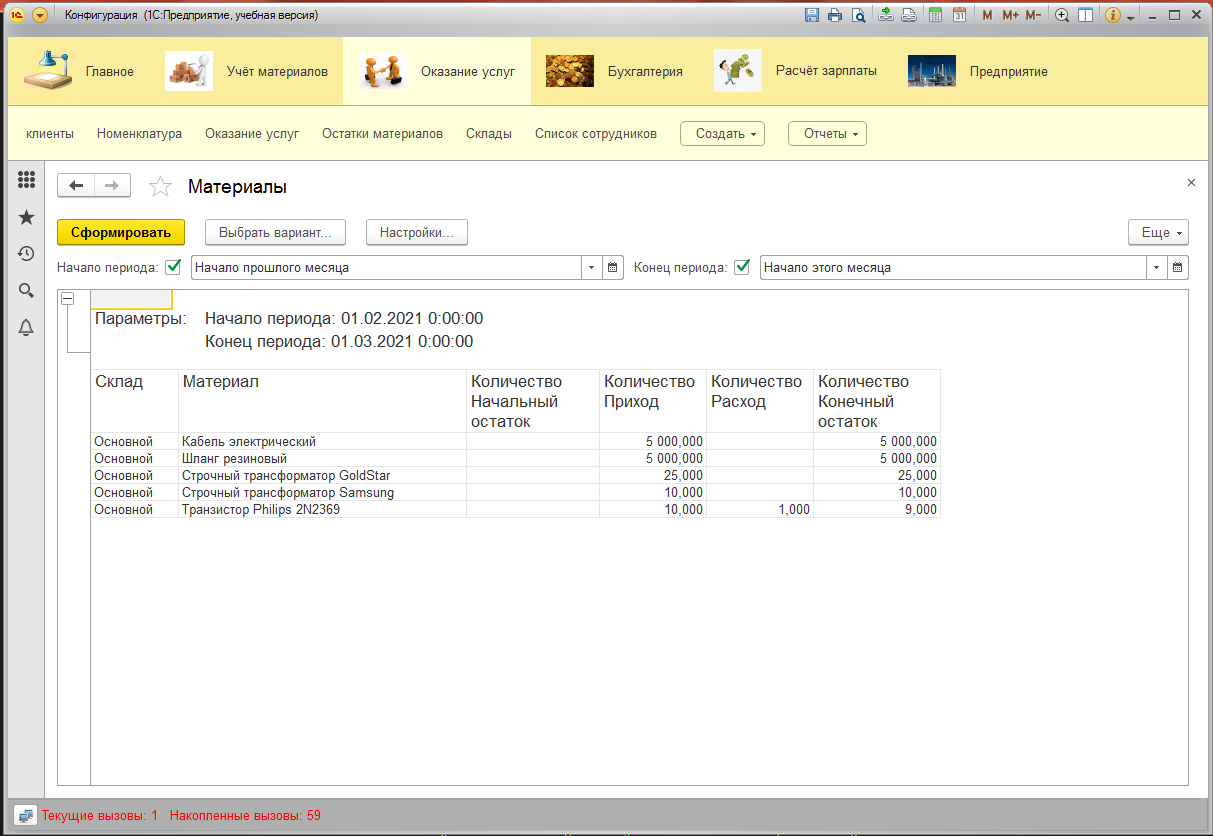 Конфигурация (1С:Предприятие, учебная версия)
M M+ M-
Главное Учёт материалов Оказание услуг Бухгалтерия Расчёт зарплаты Предприятие
клиенты Номенклатура Оказание услуг Остатки материалов Склады Список сотрудников Создать Отчеты
Материалы
Сформировать Выбрать вариант... Настройки... Еще
Начало периода: Начало прошлого месяца Конец периода: Начало этого месяца
Параметры: Начало периода: 01.02.2021 0:00:00
Конец периода: 01.03.2021 0:00:00
Склад Материал Количество Количество Количество Количество
Начальный Приход Расход Конечный
остаток остаток
Основной Кабель электрический 5 000,000 5 000,000
Основной Шланг резиновый 5 000,000 5 000,000
Основной Строчный трансформатор GoldStar 25,000 25,000
Основной Строчный трансформатор Samsung 10,000 10,000
Основной Транзистор Philips 2N2369 10,000 1,000 9,000
Текущие вызовы: 1 Накопленные вызовы: 59